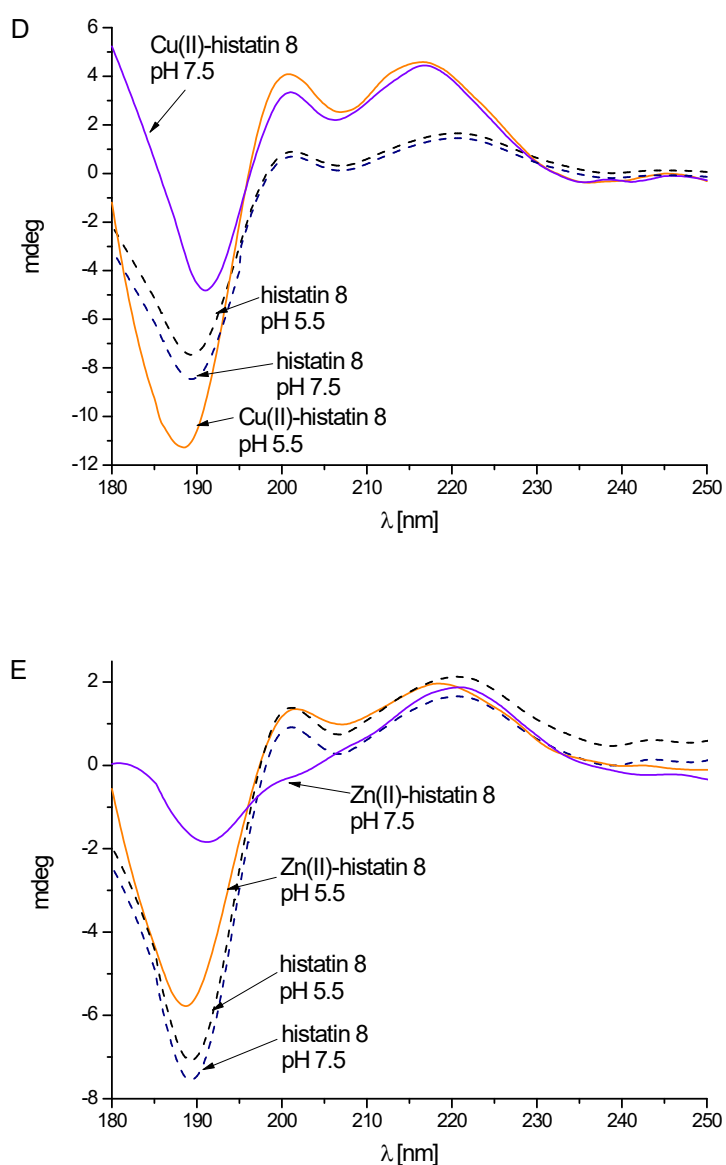 D
6
4
2
0
-2
-4
-6
-8
-10
-12
mdeg
Cu(II)-histatin 8
pH 7.5
histatin 8
pH 5.5
histatin 8
pH 7.5
Cu(II)-histatin 8
pH 5.5
180 190 200 210 220 230 240 250
λ [nm]
E
2
0
-2
-4
-6
-8
mdeg
Zn(II)-histatin 8
pH 7.5
Zn(II)-histatin 8
pH 5.5
histatin 8
pH 5.5
histatin 8
pH 7.5
180 190 200 210 220 230 240 250
λ [nm]